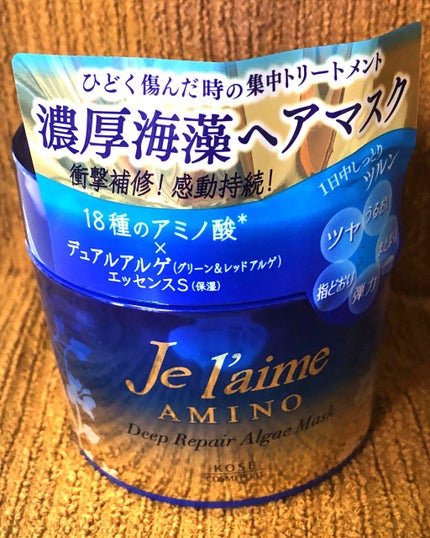 ひどく傷んだ時の集中トリートメント
濃厚海藻ヘアマスク
衝撃補修!感動持続!
1日中しっとり
ツルン
18種のアミノ酸*
×
デュアルアルゲ(グリーン&レッドアルゲ)
エッセンスS(保湿)
ツヤ
うるおい
指どおり
弾力
Je l'aime
AMINO
Deep Repair Algae Mask
KOSÉ
COSMEPORT